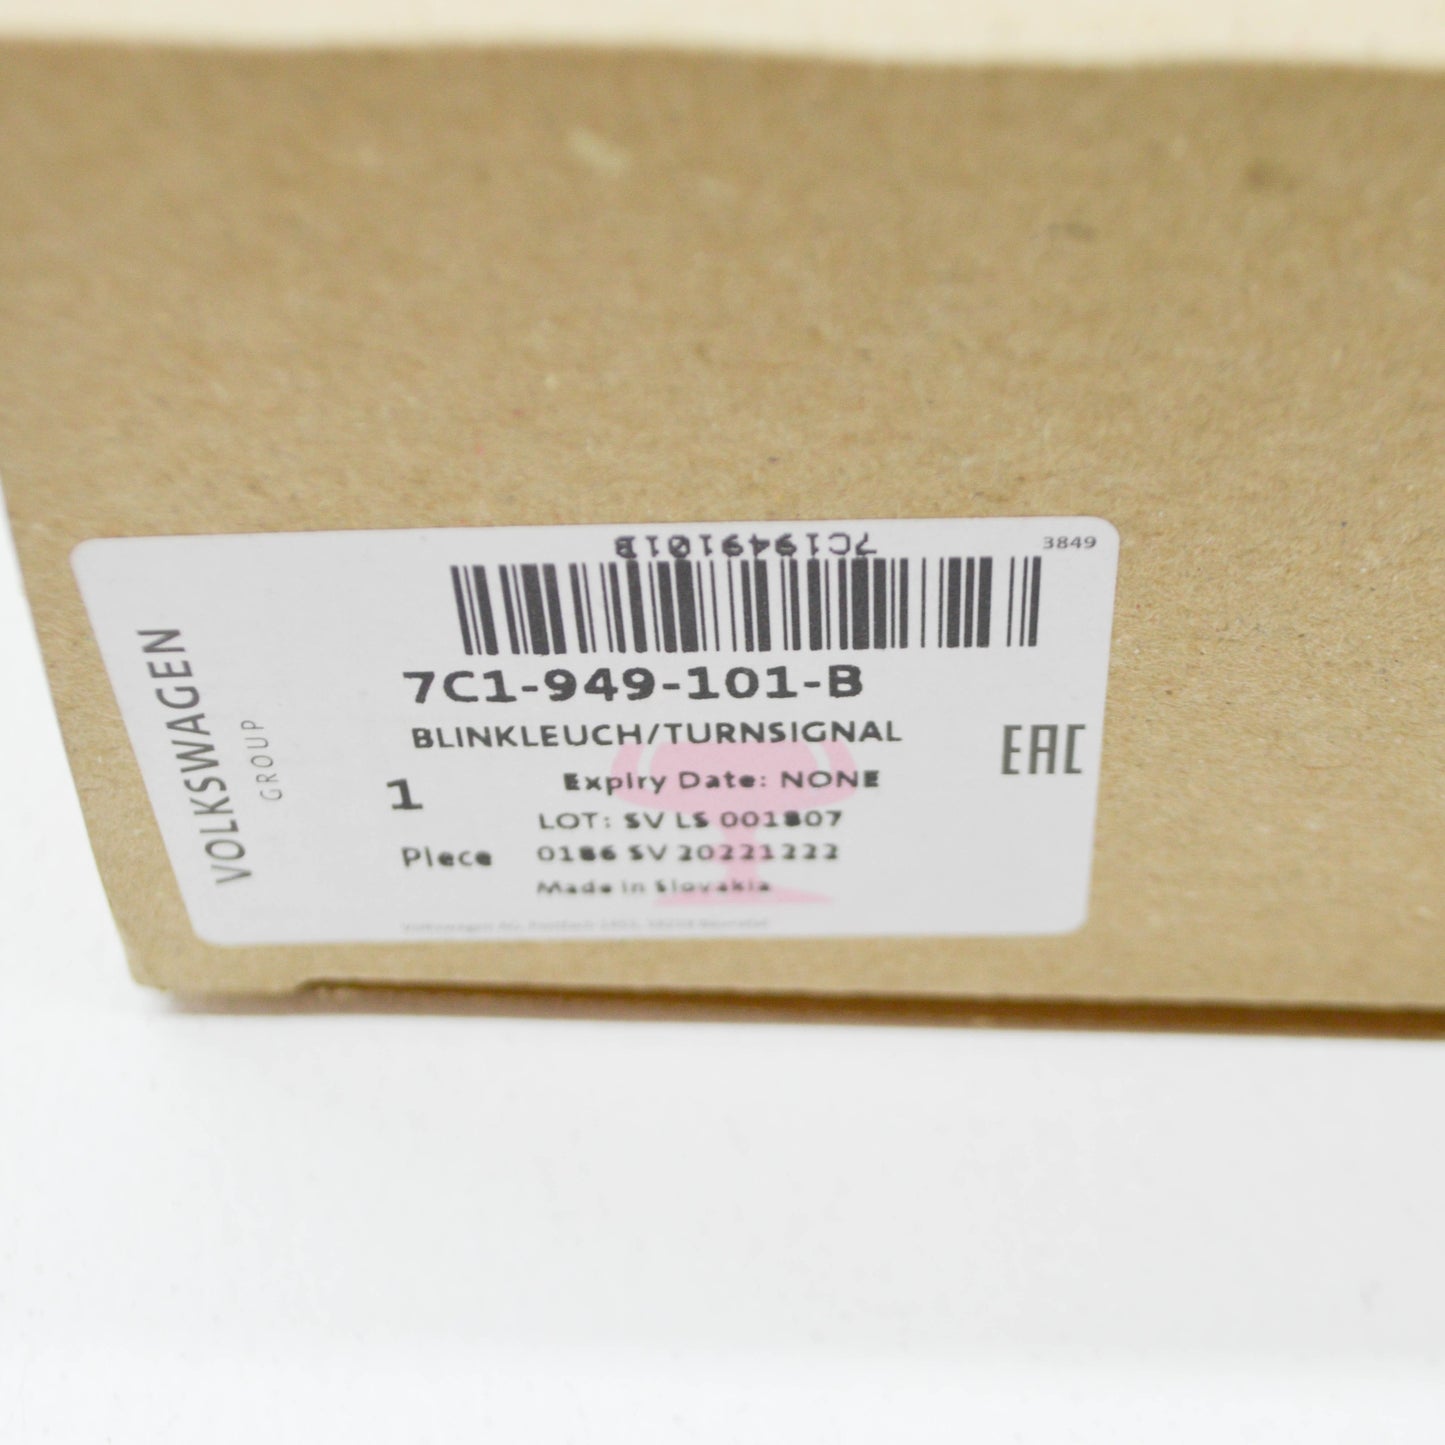 7C1949101B
3849
7C1-949-101-B
BLINKLEUCH/TURNSIGNAL
EAC
1
Expiry Date: NONE
LOT: SV LS 001807
Piece
0186 SV 20221222
Made in Slovakia
VOLKSWAGEN
GROUP